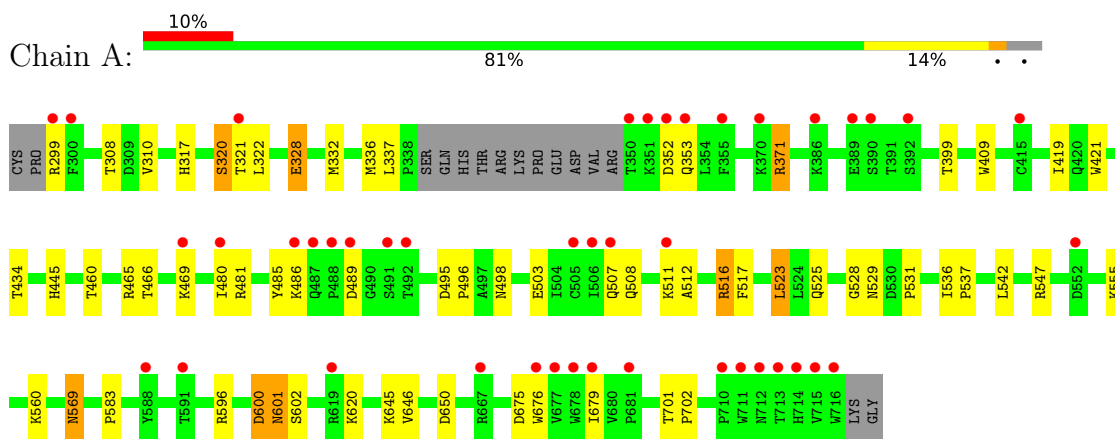 10%
Chain A:
81% 14% • •
CYS PRO R299 F300 T308 D309 V310 H317 S320 T321 L322 E328 M332 M336 L337 P338 SER GLN HIS THR ARG LYS PRO GLU ASP VAL ARG T350 K351 D352 Q353 L354 F355 K370 R371 K386 E389 S390 T391 S392 T399 W409 C415 I419 Q420 W421
T434 H445 T460 R465 T466 K469 I480 R481 Y485 K486 Q487 P488 D489 G490 S491 T492 D495 P496 A497 N498 E503 I504 C505 I506 Q507 Q508 K511 A512 R516 F517 L523 L524 Q525 G528 N529 D530 P531 I536 P537 L542 R547 D552 K555
K560 N569 P583 Y588 T591 R596 D600 N601 S602 R619 K620 K645 V646 D650 R667 D675 W676 V677 W678 I679 V680 P681 T701 P702 P710 W711 N712 T713 H714 V715 W716 LYS GLY